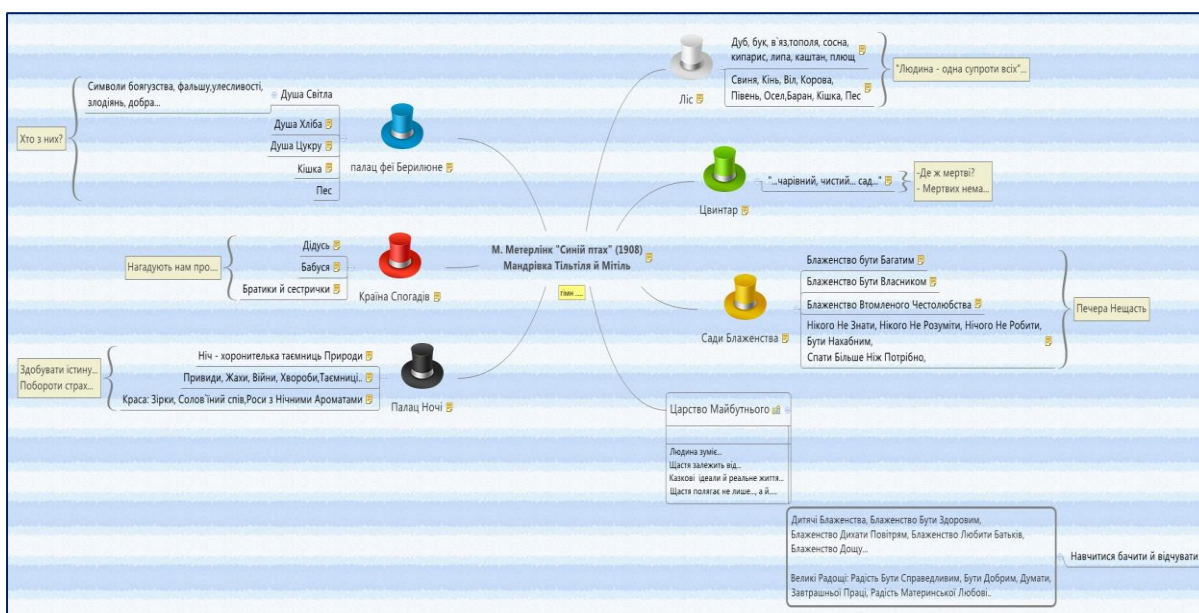 М. Метерлінк "Синій птах" (1908)
Мандрівка Тільтіля й Мітіль
гімн ....
палац феї Берилюне
Душа Світла
Символи боягузства, фальшу,улесливості,
злодіянь, добра...
Душа Хліба
Душа Цукру
Кішка
Пес
Хто з них?
Країна Спогадів
Дідусь
Бабуся
Братики й сестрички
Нагадують нам про....
Палац Ночі
Ніч - хоронителька таємниць Природи
Привиди, Жахи, Війни, Хвороби,Таємниці..
Краса: Зірки, Солов`їний спів,Роси з Нічними Ароматами
Здобувати істину...
Побороти страх...
Ліс
Дуб, бук, в`яз,тополя, сосна,
кипарис, липа, каштан, плющ
Свиня, Кінь, Віл, Корова,
Півень, Осел,Баран, Кішка, Пес
"Людина - одна супроти всіх"...
Цвинтар
"...чарівний, чистий... сад..."
-Де ж мертві?
- Мертвих нема...
Сади Блаженства
Блаженство бути Багатим
Блаженство Бути Власником
Блаженство Втомленого Честолюбства
Нікого Не Знати, Нікого Не Розуміти, Нічого Не Робити,
Бути Нахабним,
Спати Більше Ніж Потрібно,
Печера Нещасть
Царство Майбутнього
Людина зуміє...
Щастя залежить від...
Казкові ідеали й реальне життя...
Щастя полягає не лише..., а й.....
Дитячі Блаженства, Блаженство Бути Здоровим,
Блаженство Дихати Повітрям, Блаженство Любити Батьків,
Блаженство Дощу...
Великі Радощі: Радість Бути Справедливим, Бути Добрим, Думати,
Завтрашньої Праці, Радість Материнської Любові..
Навчитися бачити й відчувати